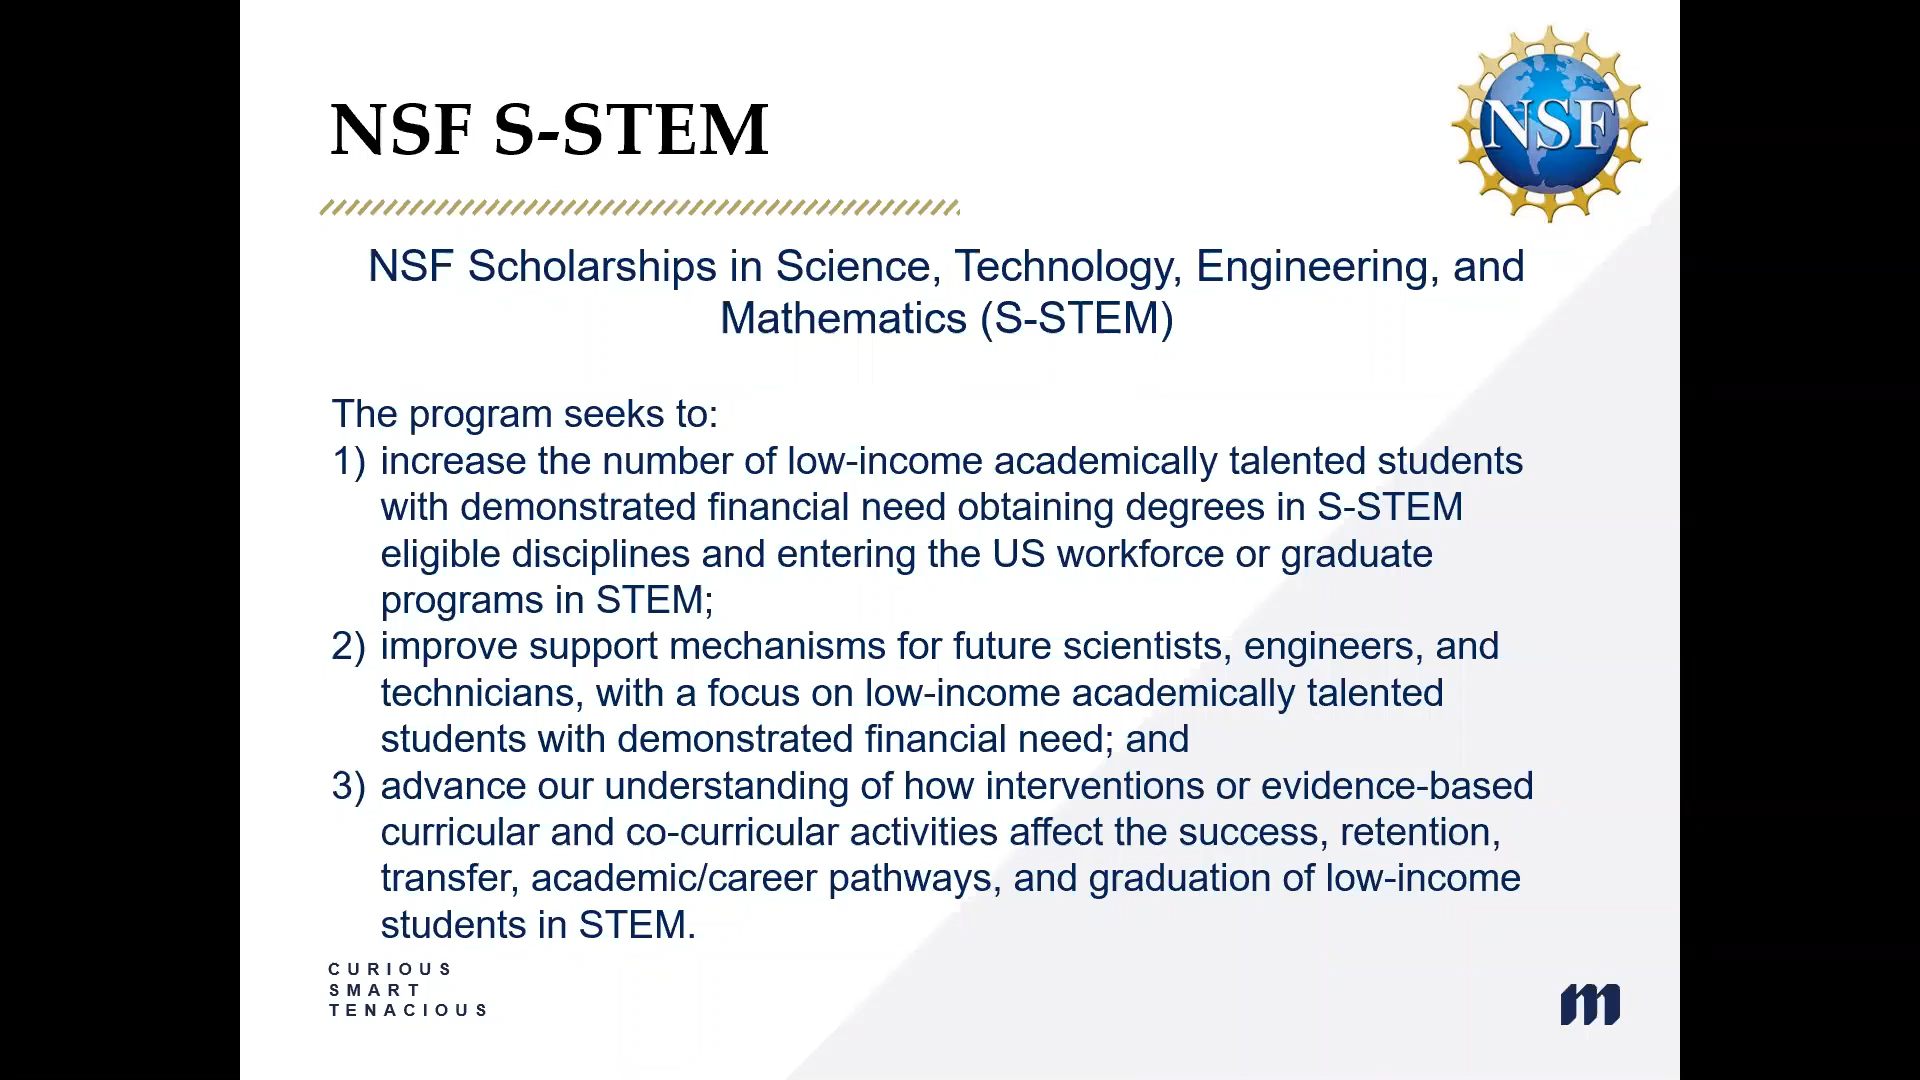 NSF S-STEM
NSF
NSF Scholarships in Science, Technology, Engineering, and
Mathematics (S-STEM)
The program seeks to:
1) increase the number of low-income academically talented students
with demonstrated financial need obtaining degrees in S-STEM
eligible disciplines and entering the US workforce or graduate
programs in STEM;
2) improve support mechanisms for future scientists, engineers, and
technicians, with a focus on low-income academically talented
students with demonstrated financial need; and
3) advance our understanding of how interventions or evidence-based
curricular and co-curricular activities affect the success, retention,
transfer, academic/career pathways, and graduation of low-income
students in STEM.
CURIOUS
SMART
TENACIOUS
m